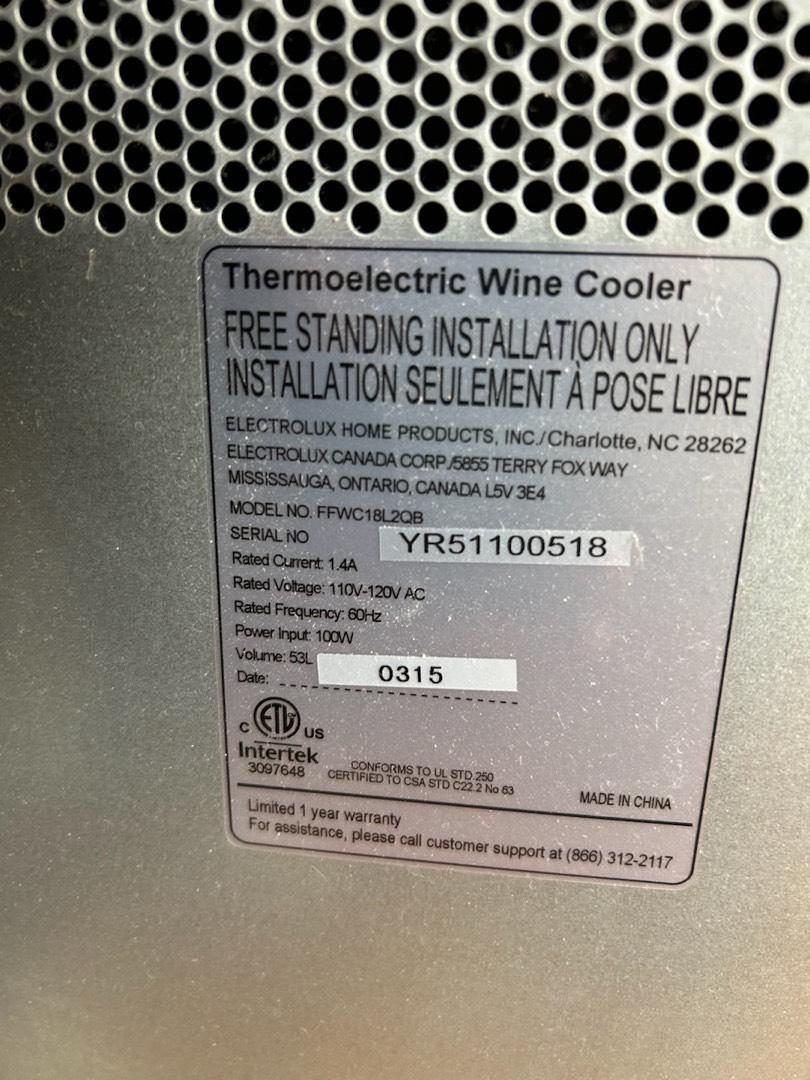 Thermoelectric Wine Cooler
FREE STANDING INSTALLATION ONLY
INSTALLATION SEULEMENT À POSE LIBRE
ELECTROLUX HOME PRODUCTS, INC./Charlotte, NC 28262
ELECTROLUX CANADA CORP./5855 TERRY FOX WAY
MISSISSAUGA, ONTARIO, CANADA L5V 3E4
MODEL NO. FFWC18L2QB
SERIAL NO YR51100518
Rated Current: 1.4A
Rated Voltage: 110V-120V AC
Rated Frequency: 60Hz
Power Input: 100W
Volume: 53L
Date: 0315
C ETL US
Intertek
3097648
CONFORMS TO UL STD.250
CERTIFIED TO CSA STD C22.2 No 63
MADE IN CHINA
Limited 1 year warranty
For assistance, please call customer support at (866) 312-2117